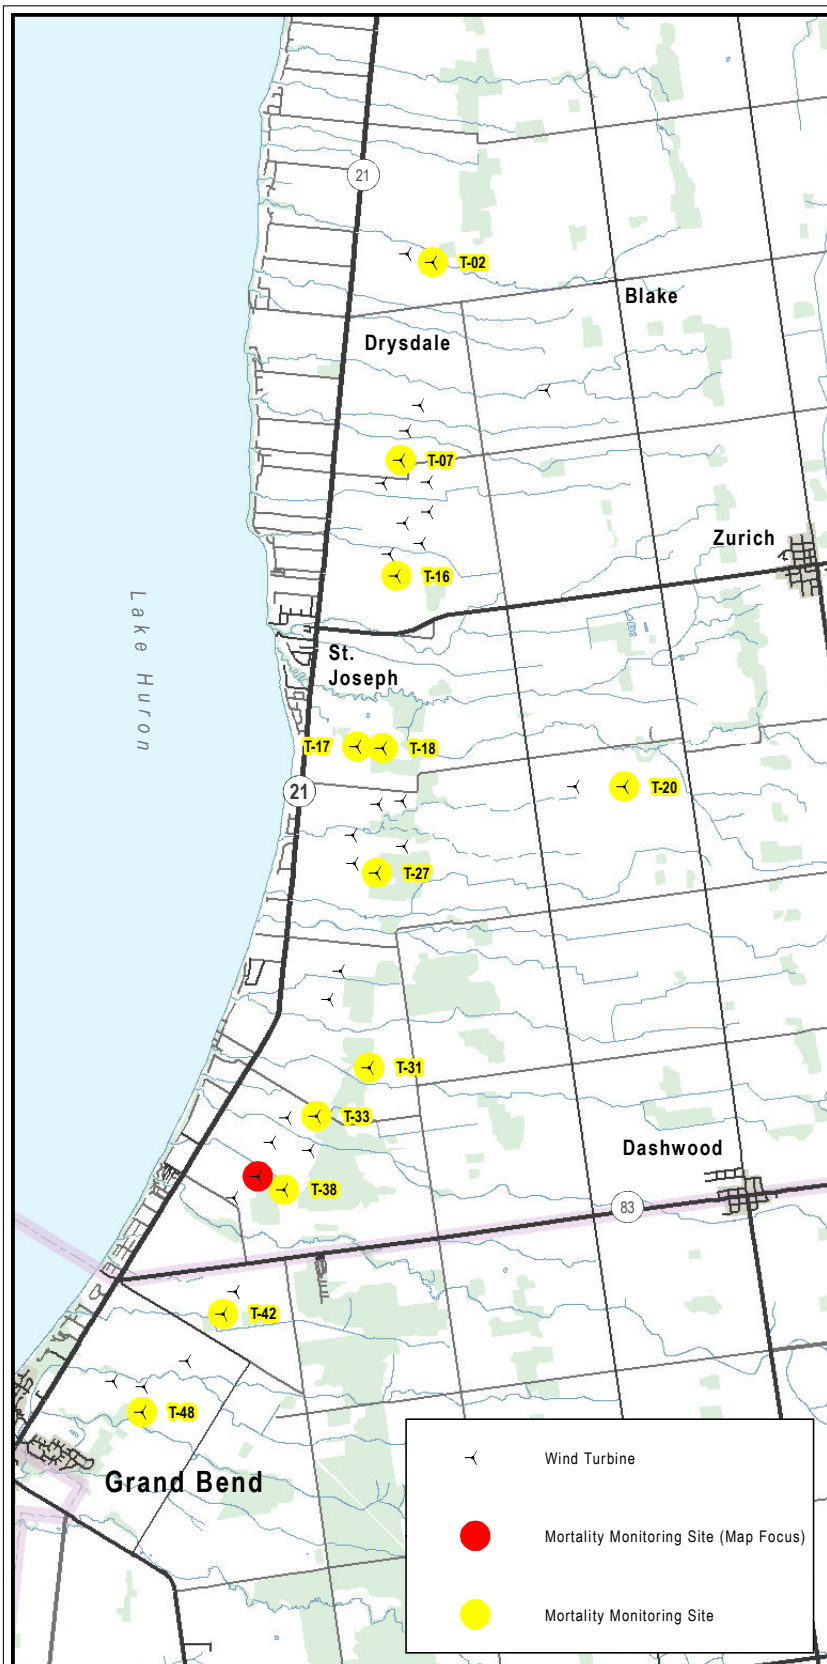 21
T-02
Blake
Drysdale
T-07
Zurich
T-16
Lake Huron
St.
Joseph
T-17
T-18
21
T-20
T-27
T-31
T-33
Dashwood
T-38
83
T-42
T-48
Grand Bend
Wind Turbine
Mortality Monitoring Site (Map Focus)
Mortality Monitoring Site